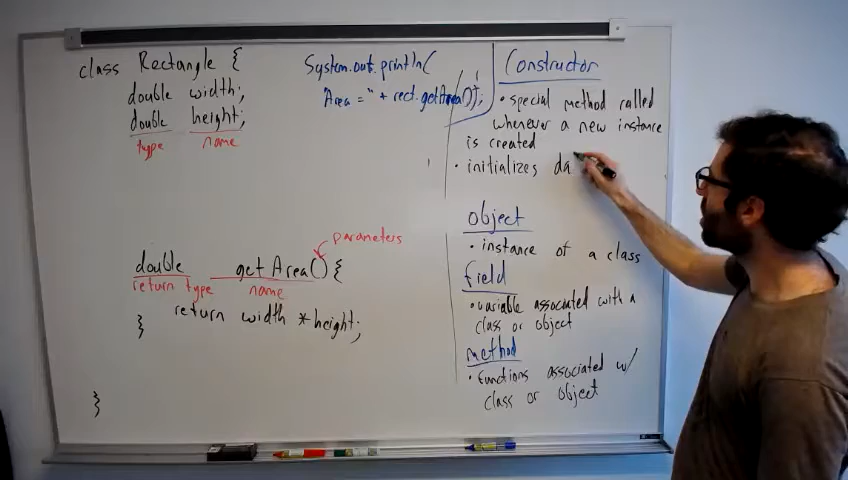 class Rectangle {
double width;
double height;
type name
parameters
double getArea() {
return type name
return width * height;
}
}
System.out.println(
"Area = " + rect.getArea());
Constructor
• special method called
whenever a new instance
is created
• initializes da
object
• instance of a class
field
• variable associated with a
class or object
method
• functions associated w/
class or object